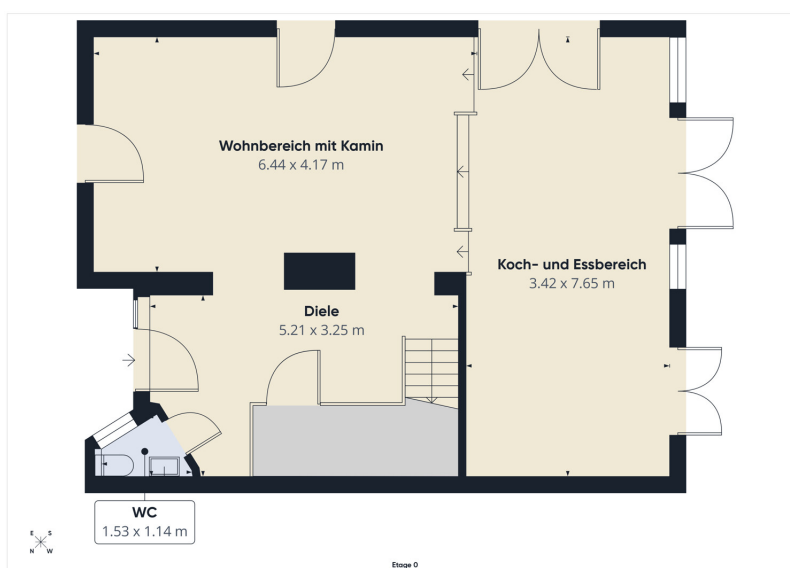 Wohnbereich mit Kamin
6.44 x 4.17 m
Koch- und Essbereich
3.42 x 7.65 m
Diele
5.21 x 3.25 m
WC
1.53 x 1.14 m
E S
N W
Etage 0